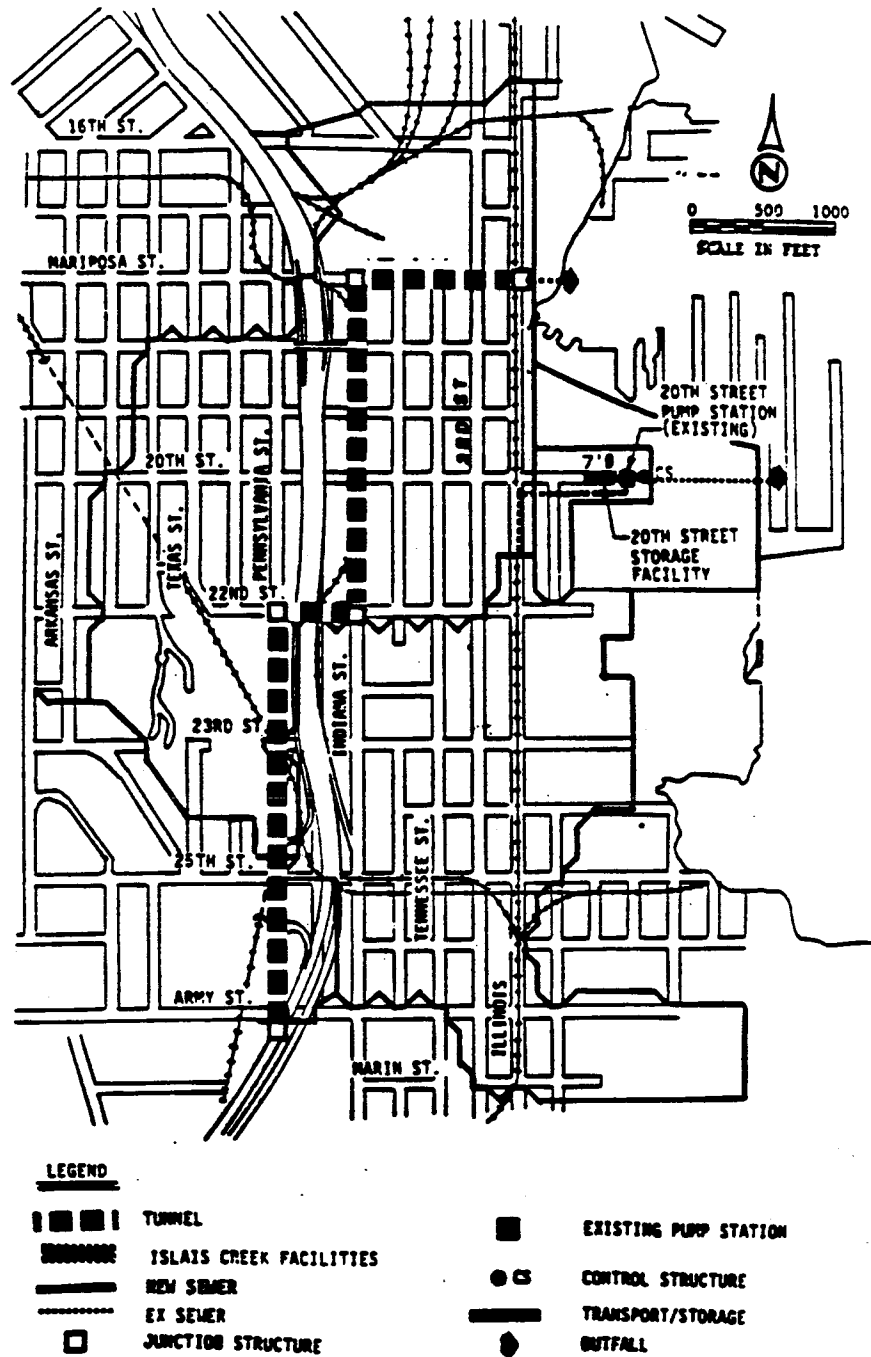 16TH ST.
0 500 1000
SCALE IN FEET
N
MARIPOSA ST.
3RD ST
20TH STREET
PUMP STATION
(EXISTING)
20TH ST.
PENNSYLVANIA ST.
7'Ø
CS
TEXAS ST.
20TH STREET
STORAGE
FACILITY
ARKANSAS ST.
22ND ST.
INDIANA ST.
23RD ST.
TENNESSEE ST.
25TH ST.
ARMY ST.
ILLINOIS
MARIN ST.
LEGEND
TUNNEL
ISLAIS CREEK FACILITIES
NEW SEWER
EX SEWER
JUNCTION STRUCTURE
EXISTING PUMP STATION
CS CONTROL STRUCTURE
TRANSPORT/STORAGE
OUTFALL